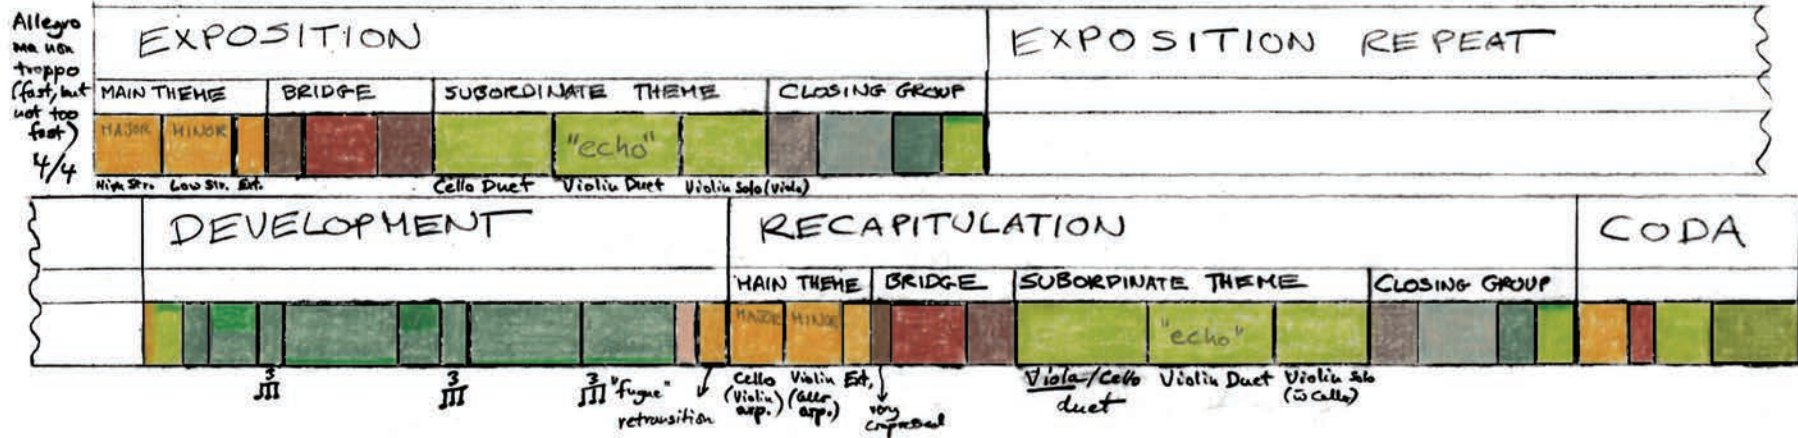 Allegro
ma non
troppo
(fast, but
not too
fast)
4/4
EXPOSITION
EXPOSITION REPEAT
MAIN THEME BRIDGE SUBORDINATE THEME CLOSING GROUP
MAJOR MINOR "echo"
High Str. Low Str. Ext. Cello Duet Violin Duet Violin Solo (Viola)
DEVELOPMENT
RECAPITULATION
CODA
MAIN THEME BRIDGE SUBORDINATE THEME CLOSING GROUP
MAJOR MINOR "echo"
3 3 3 "fugue"
retransition
Cello
(Violin
arp.)
Violin
arp.)
Ext.
very
compressed
Viola/Cello
duet
Violin Duet
Violin Solo